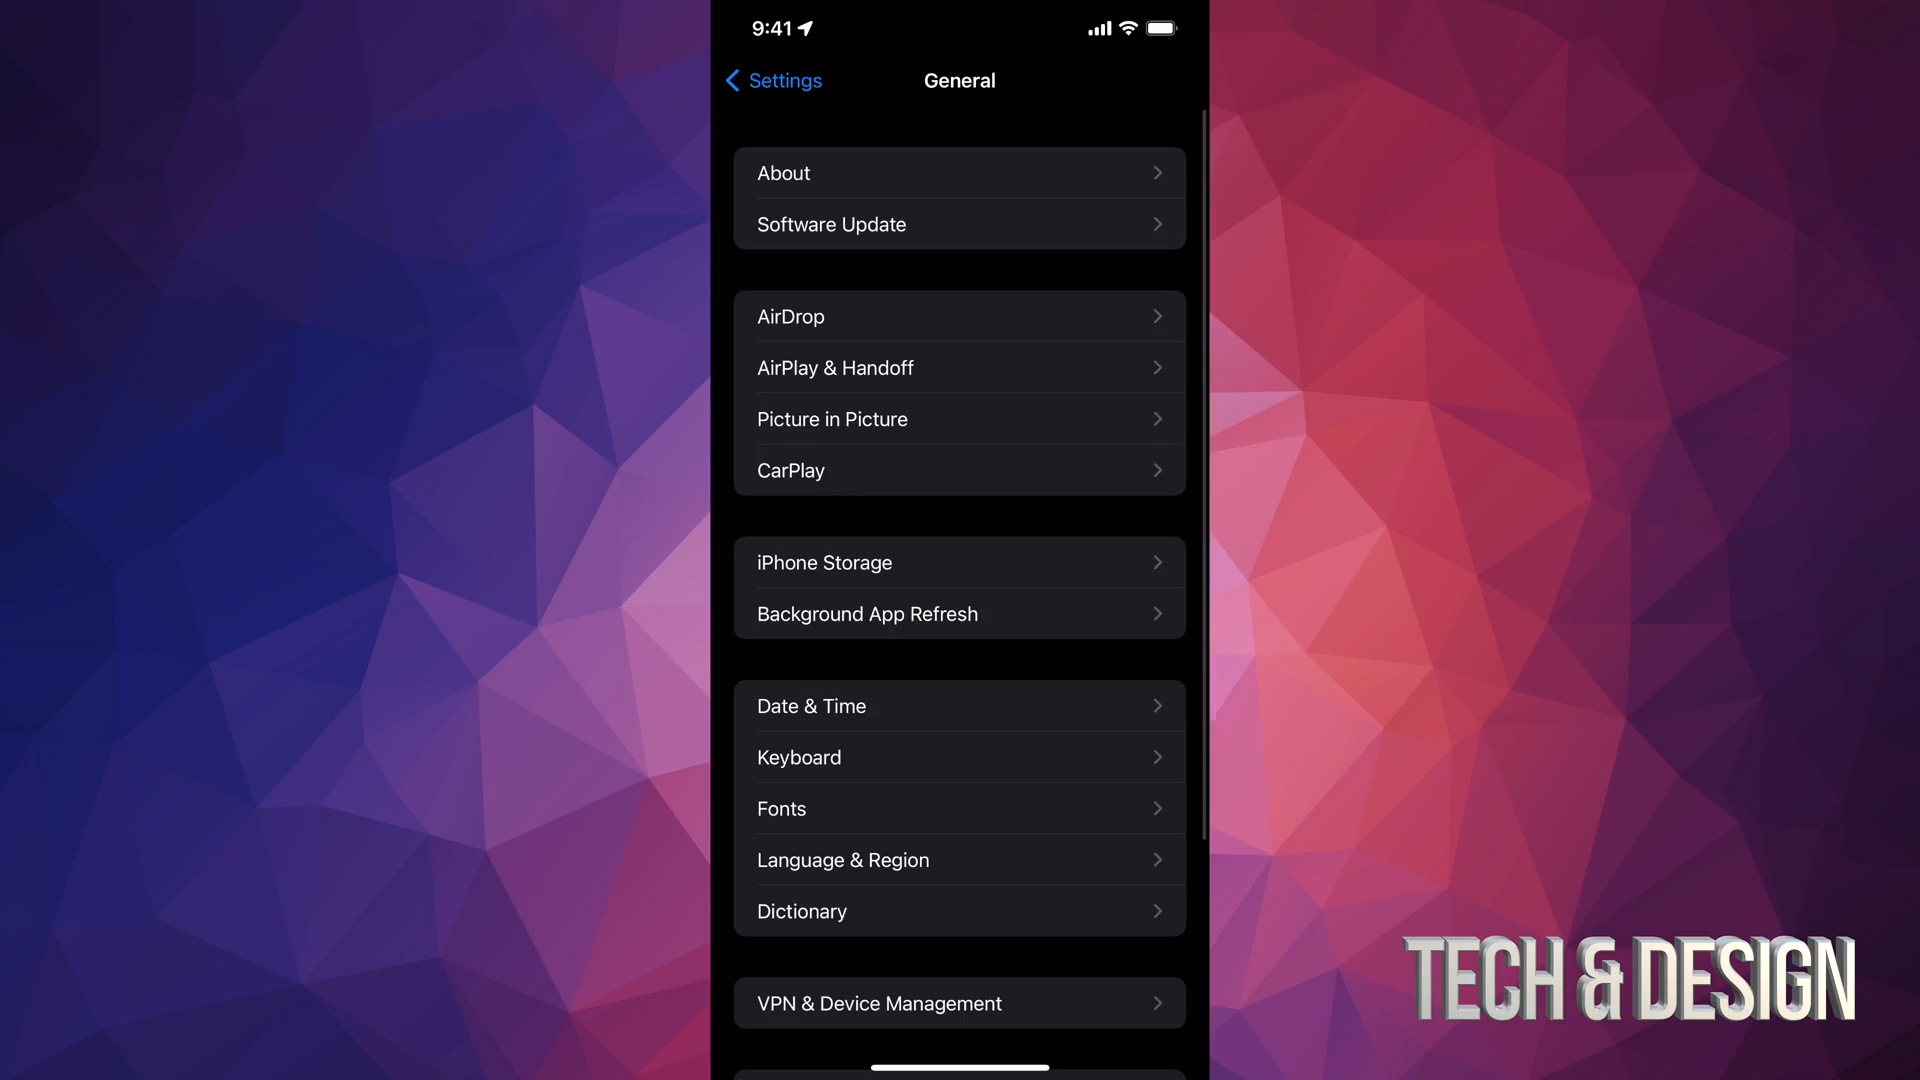 9:41
Settings
General
About
Software Update
AirDrop
AirPlay & Handoff
Picture in Picture
CarPlay
iPhone Storage
Background App Refresh
Date & Time
Keyboard
Fonts
Language & Region
Dictionary
VPN & Device Management
TECH & DESIGN